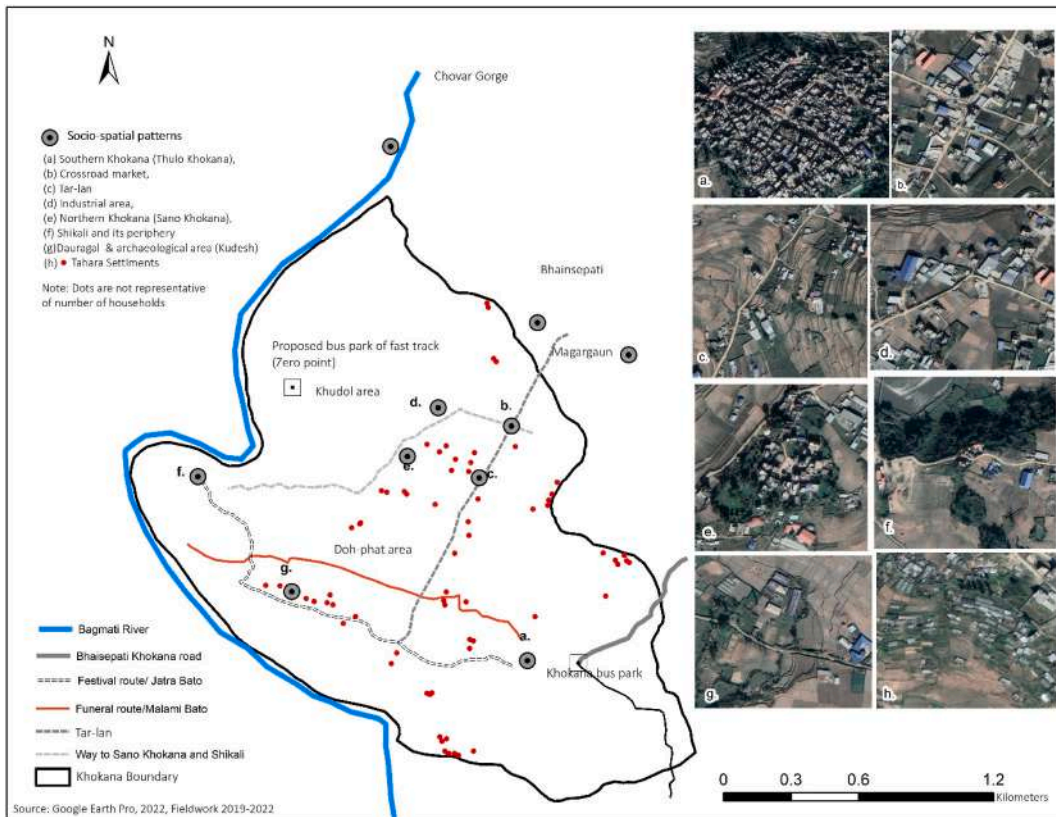 N
Chovar Gorge
Socio-spatial patterns
(a) Southern Khokana (Thulo Khokana),
(b) Crossroad market,
(c) Tar-lan
(d) Industrial area,
(e) Northern Khokana (Sano Khokana),
(f) Shikali and its periphery
(g)Dauragal & archaeological area (Kudesh)
(h) Tahara Settlments
Note: Dots are not representative
of number of households
Bhainsepati
Magargaun
Proposed bus park of fast track
(Zero point)
Khudol area
d.
b.
e.
c.
f.
Doh-phat area
g.
a.
Khokana bus park
Bagmati River
Bhaisepati Khokana road
Festival route/ Jatra Bato
Funeral route/Malami Bato
Tar-lan
Way to Sano Khokana and Shikali
Khokana Boundary
Source: Google Earth Pro, 2022, Fieldwork 2019-2022
a.
b.
c.
d.
e.
f.
g.
h.
0 0.3 0.6 1.2
Kilometers